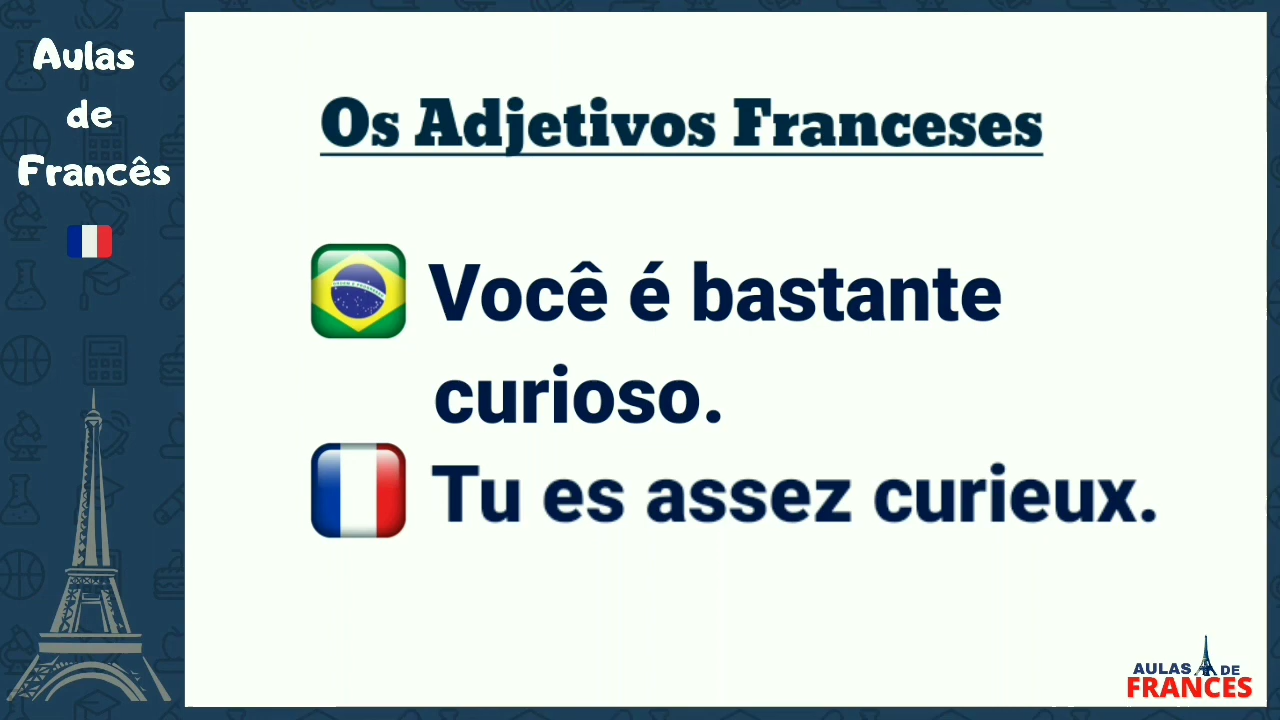 Aulas
de
Francês
Os Adjetivos Franceses
Você é bastante
curioso.
Tu es assez curieux.
AULAS DE
FRANCES